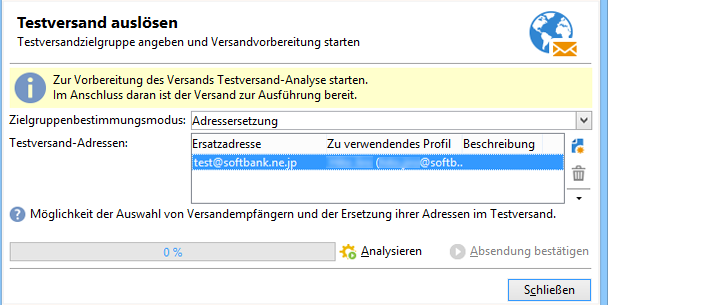 Testversand auslösen
Testversandzielgruppe angeben und Versandvorbereitung starten
Zur Vorbereitung des Versands Testversand-Analyse starten.
Im Anschluss daran ist der Versand zur Ausführung bereit.
Zielgruppenbestimmungsmodus: Adressersetzung
Testversand-Adressen: Ersatzadresse Zu verwendendes Profil Beschreibung
test@softbank.ne.jp ( @softb..
Möglichkeit der Auswahl von Versandempfängern und der Ersetzung ihrer Adressen im Testversand.
0 % Analysieren Absendung bestätigen
Schließen